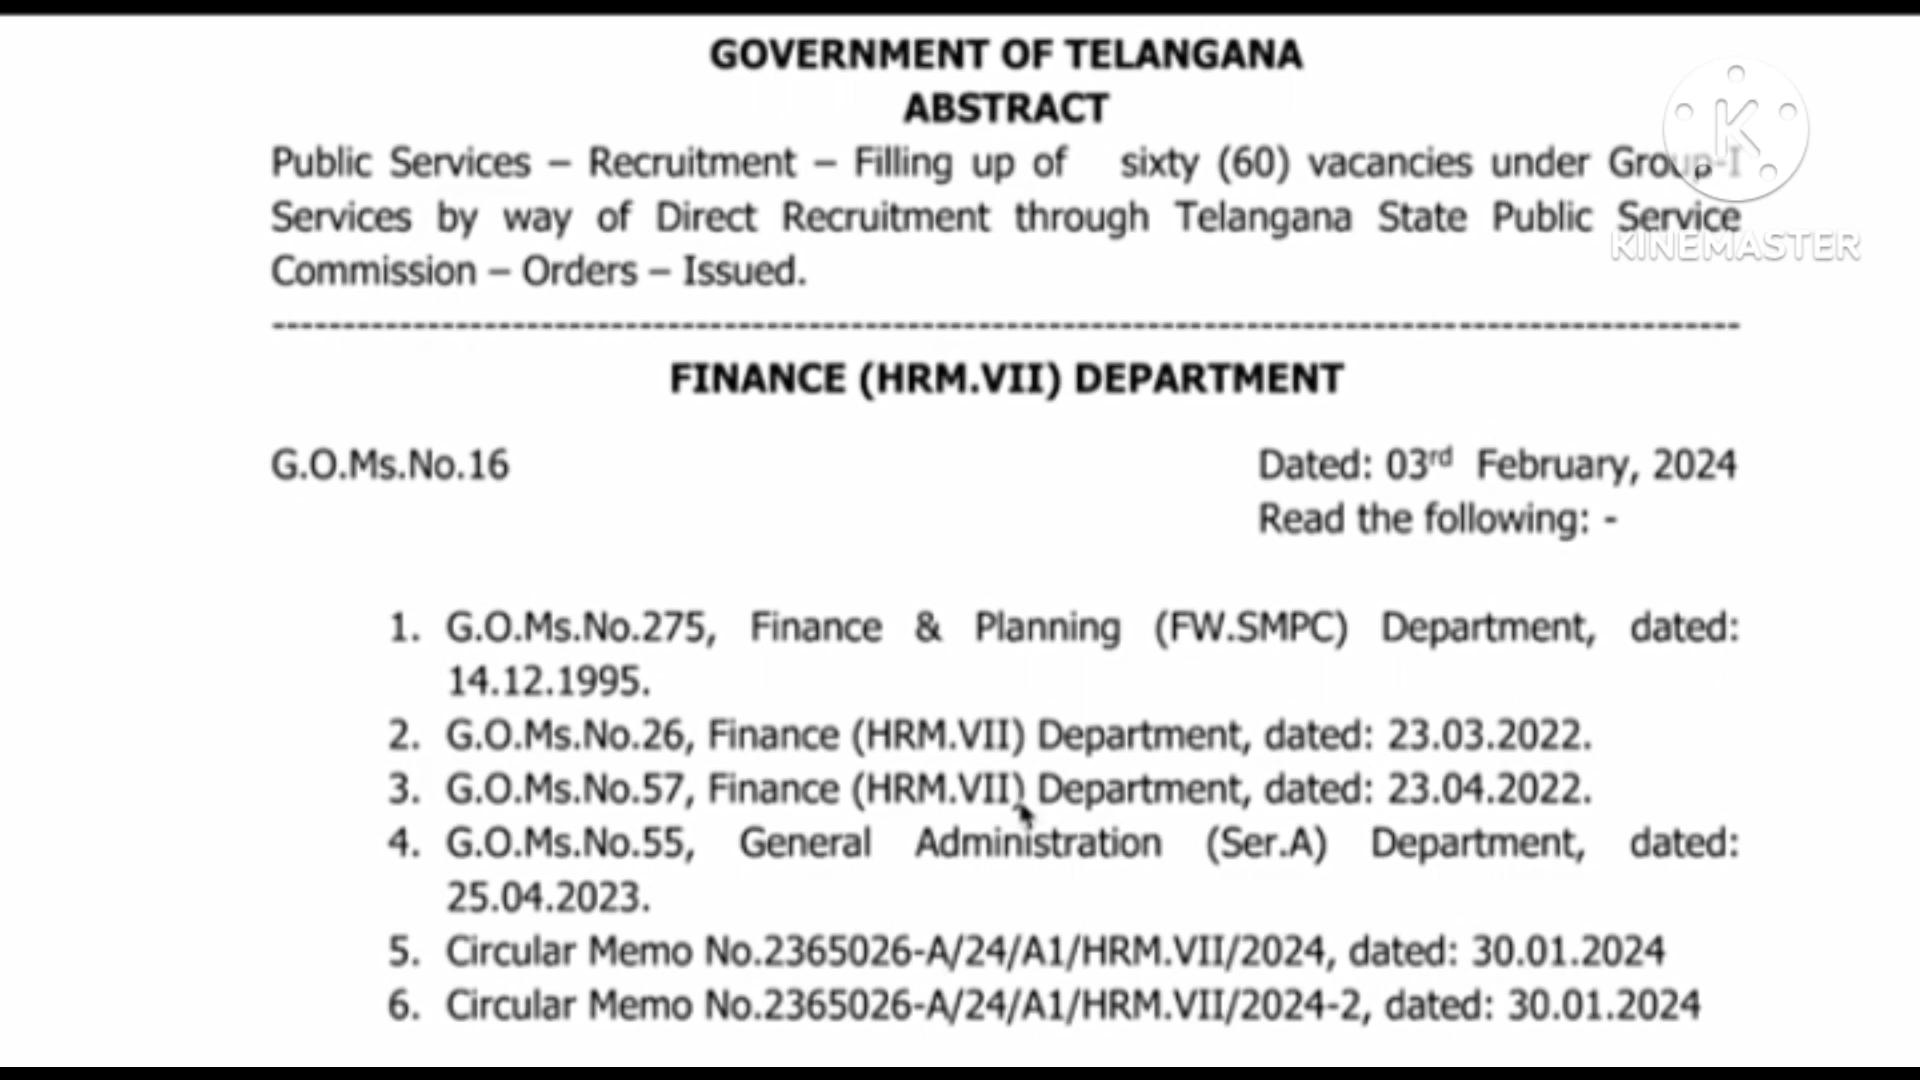 GOVERNMENT OF TELANGANA
ABSTRACT
Public Services – Recruitment – Filling up of sixty (60) vacancies under Group-I
Services by way of Direct Recruitment through Telangana State Public Service
Commission – Orders – Issued.
FINANCE (HRM.VII) DEPARTMENT
G.O.Ms.No.16 Dated: 03rd February, 2024
Read the following: -
1. G.O.Ms.No.275, Finance & Planning (FW.SMPC) Department, dated:
14.12.1995.
2. G.O.Ms.No.26, Finance (HRM.VII) Department, dated: 23.03.2022.
3. G.O.Ms.No.57, Finance (HRM.VII) Department, dated: 23.04.2022.
4. G.O.Ms.No.55, General Administration (Ser.A) Department, dated:
25.04.2023.
5. Circular Memo No.2365026-A/24/A1/HRM.VII/2024, dated: 30.01.2024
6. Circular Memo No.2365026-A/24/A1/HRM.VII/2024-2, dated: 30.01.2024
K
KINEMASTER